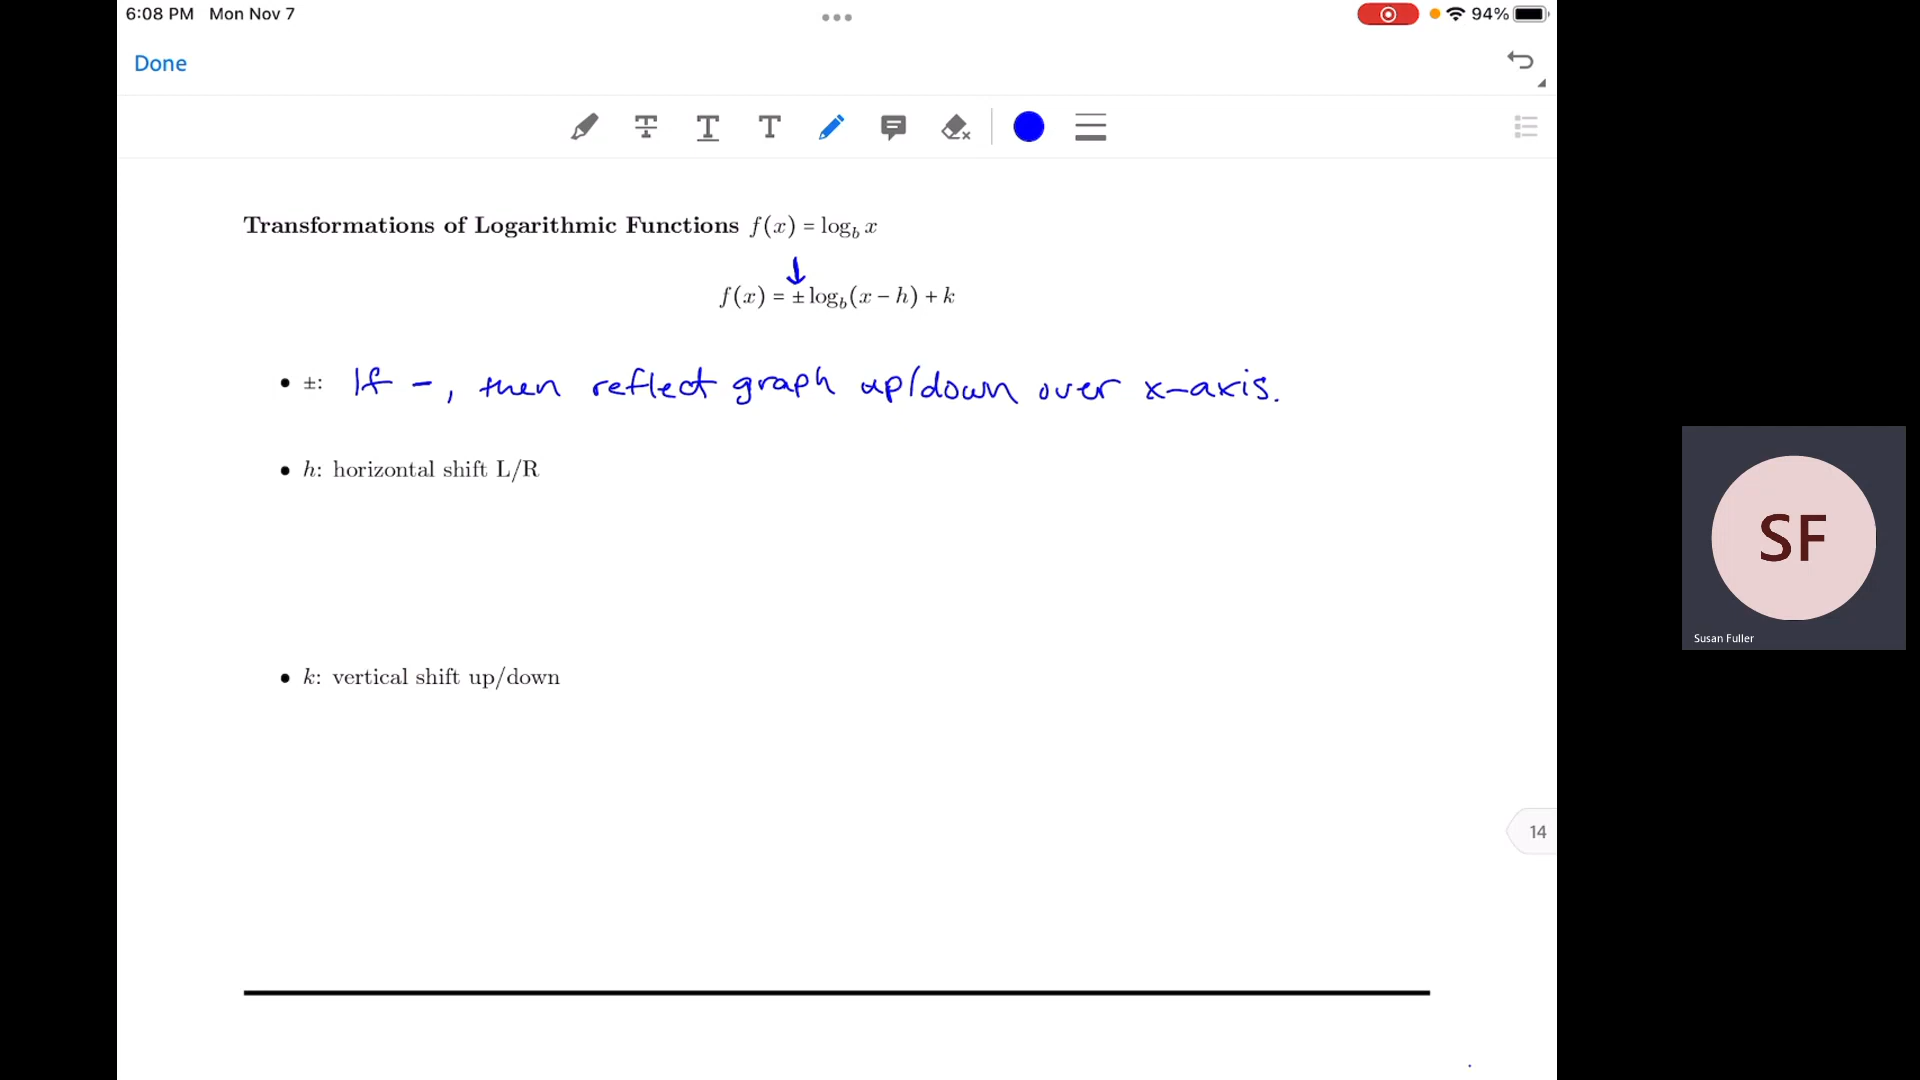 6:08 PM Mon Nov 7
94%
Done
Transformations of Logarithmic Functions f(x) = log_b x
f(x) = ± log_b(x − h) + k
• ±: If −, then reflect graph up/down over x-axis.
• h: horizontal shift L/R
• k: vertical shift up/down
14
SF
Susan Fuller